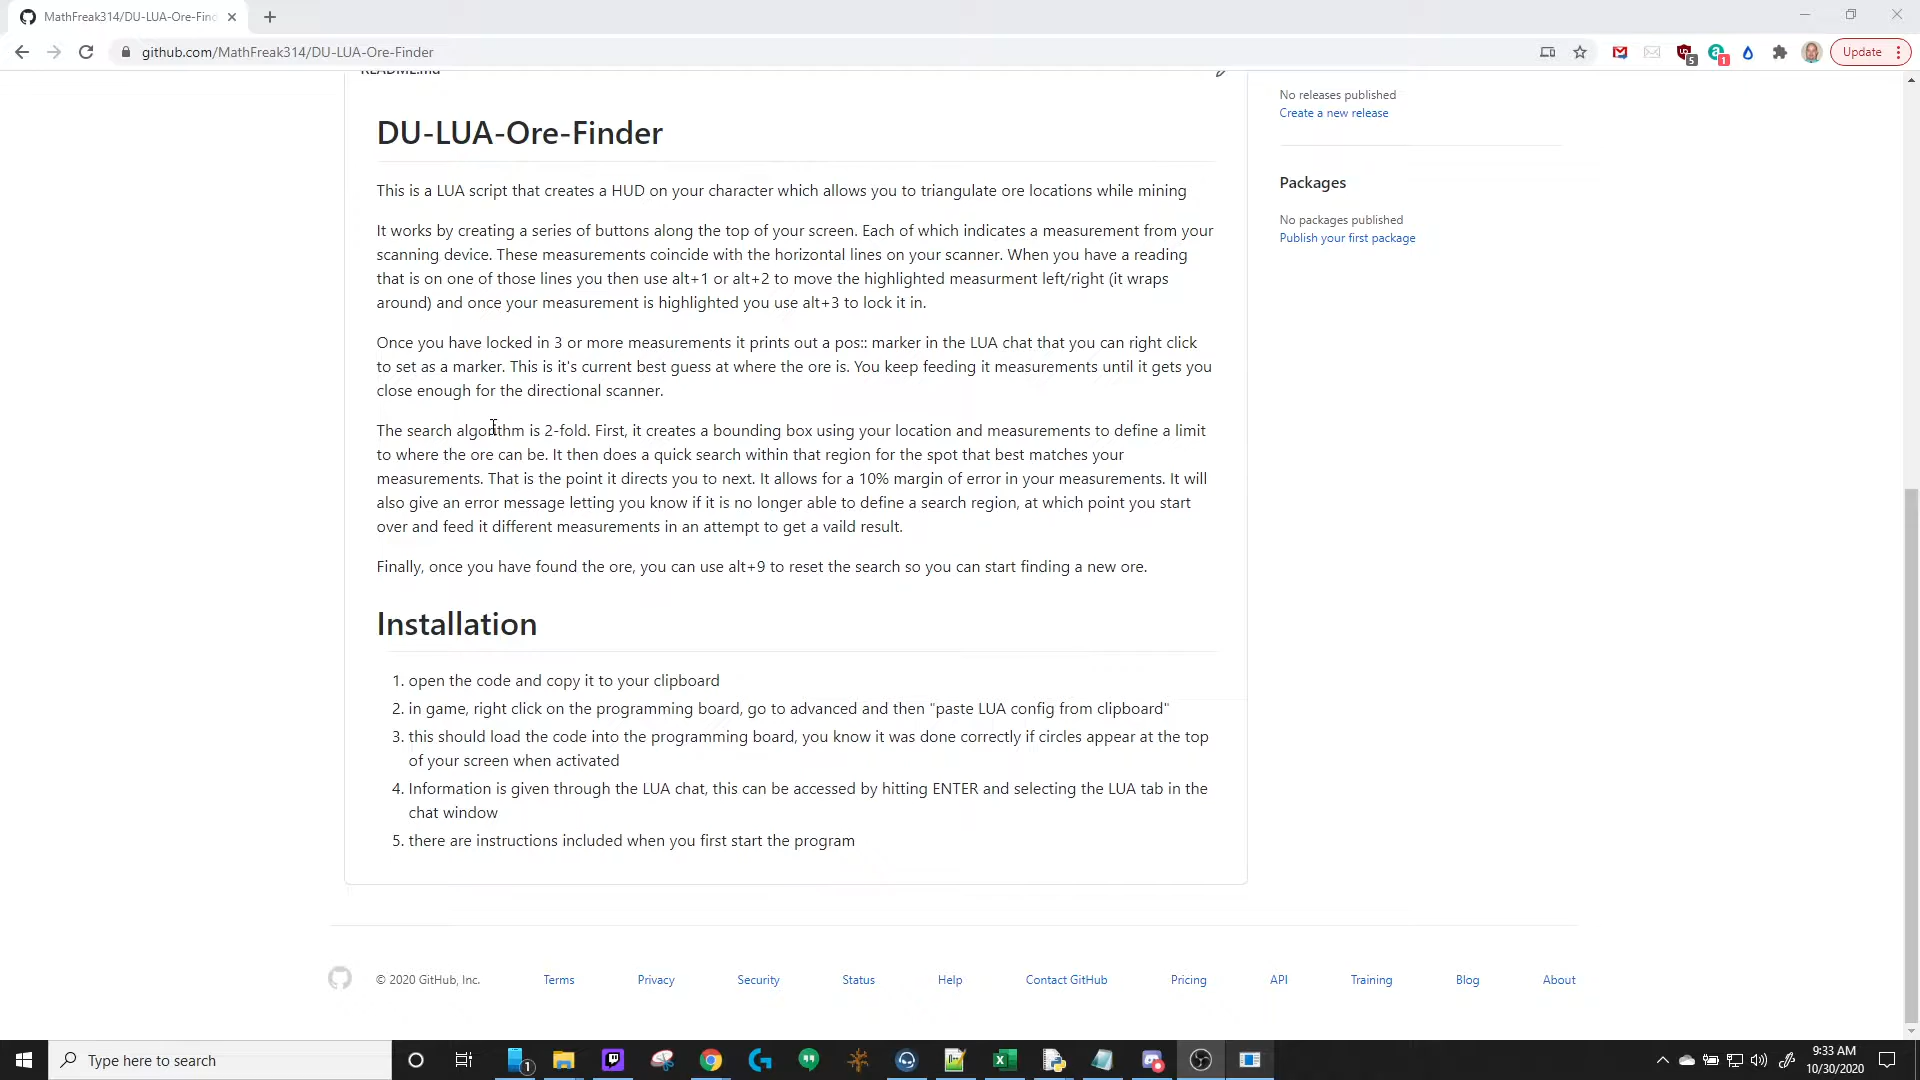 MathFreak314/DU-LUA-Ore-Find
github.com/MathFreak314/DU-LUA-Ore-Finder
5
1
Update
README.md
DU-LUA-Ore-Finder
This is a LUA script that creates a HUD on your character which allows you to triangulate ore locations while mining
It works by creating a series of buttons along the top of your screen. Each of which indicates a measurement from your
scanning device. These measurements coincide with the horizontal lines on your scanner. When you have a reading
that is on one of those lines you then use alt+1 or alt+2 to move the highlighted measurment left/right (it wraps
around) and once your measurement is highlighted you use alt+3 to lock it in.
Once you have locked in 3 or more measurements it prints out a pos:: marker in the LUA chat that you can right click
to set as a marker. This is it's current best guess at where the ore is. You keep feeding it measurements until it gets you
close enough for the directional scanner.
The search algorithm is 2-fold. First, it creates a bounding box using your location and measurements to define a limit
to where the ore can be. It then does a quick search within that region for the spot that best matches your
measurements. That is the point it directs you to next. It allows for a 10% margin of error in your measurements. It will
also give an error message letting you know if it is no longer able to define a search region, at which point you start
over and feed it different measurements in an attempt to get a vaild result.
Finally, once you have found the ore, you can use alt+9 to reset the search so you can start finding a new ore.
Installation
1. open the code and copy it to your clipboard
2. in game, right click on the programming board, go to advanced and then "paste LUA config from clipboard"
3. this should load the code into the programming board, you know it was done correctly if circles appear at the top
of your screen when activated
4. Information is given through the LUA chat, this can be accessed by hitting ENTER and selecting the LUA tab in the
chat window
5. there are instructions included when you first start the program
No releases published
Create a new release
Packages
No packages published
Publish your first package
© 2020 GitHub, Inc.
Terms
Privacy
Security
Status
Help
Contact GitHub
Pricing
API
Training
Blog
About
Type here to search
1
9:33 AM
10/30/2020